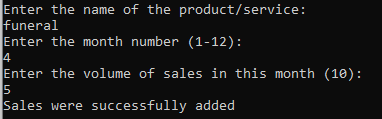 Enter the name of the product/service:
funeral
Enter the month number (1-12):
4
Enter the volume of sales in this month (10):
5
Sales were successfully added